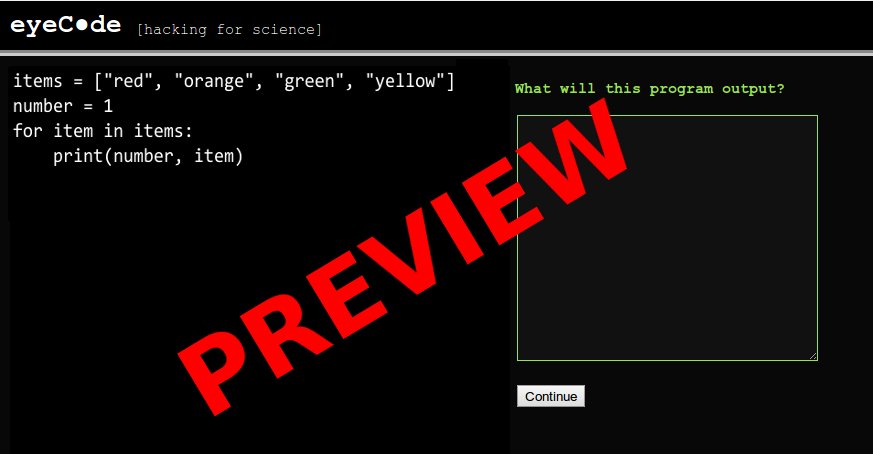 eyeC●de [hacking for science]
items = ["red", "orange", "green", "yellow"]
number = 1
for item in items:
    print(number, item)
What will this program output?
PREVIEW
Continue